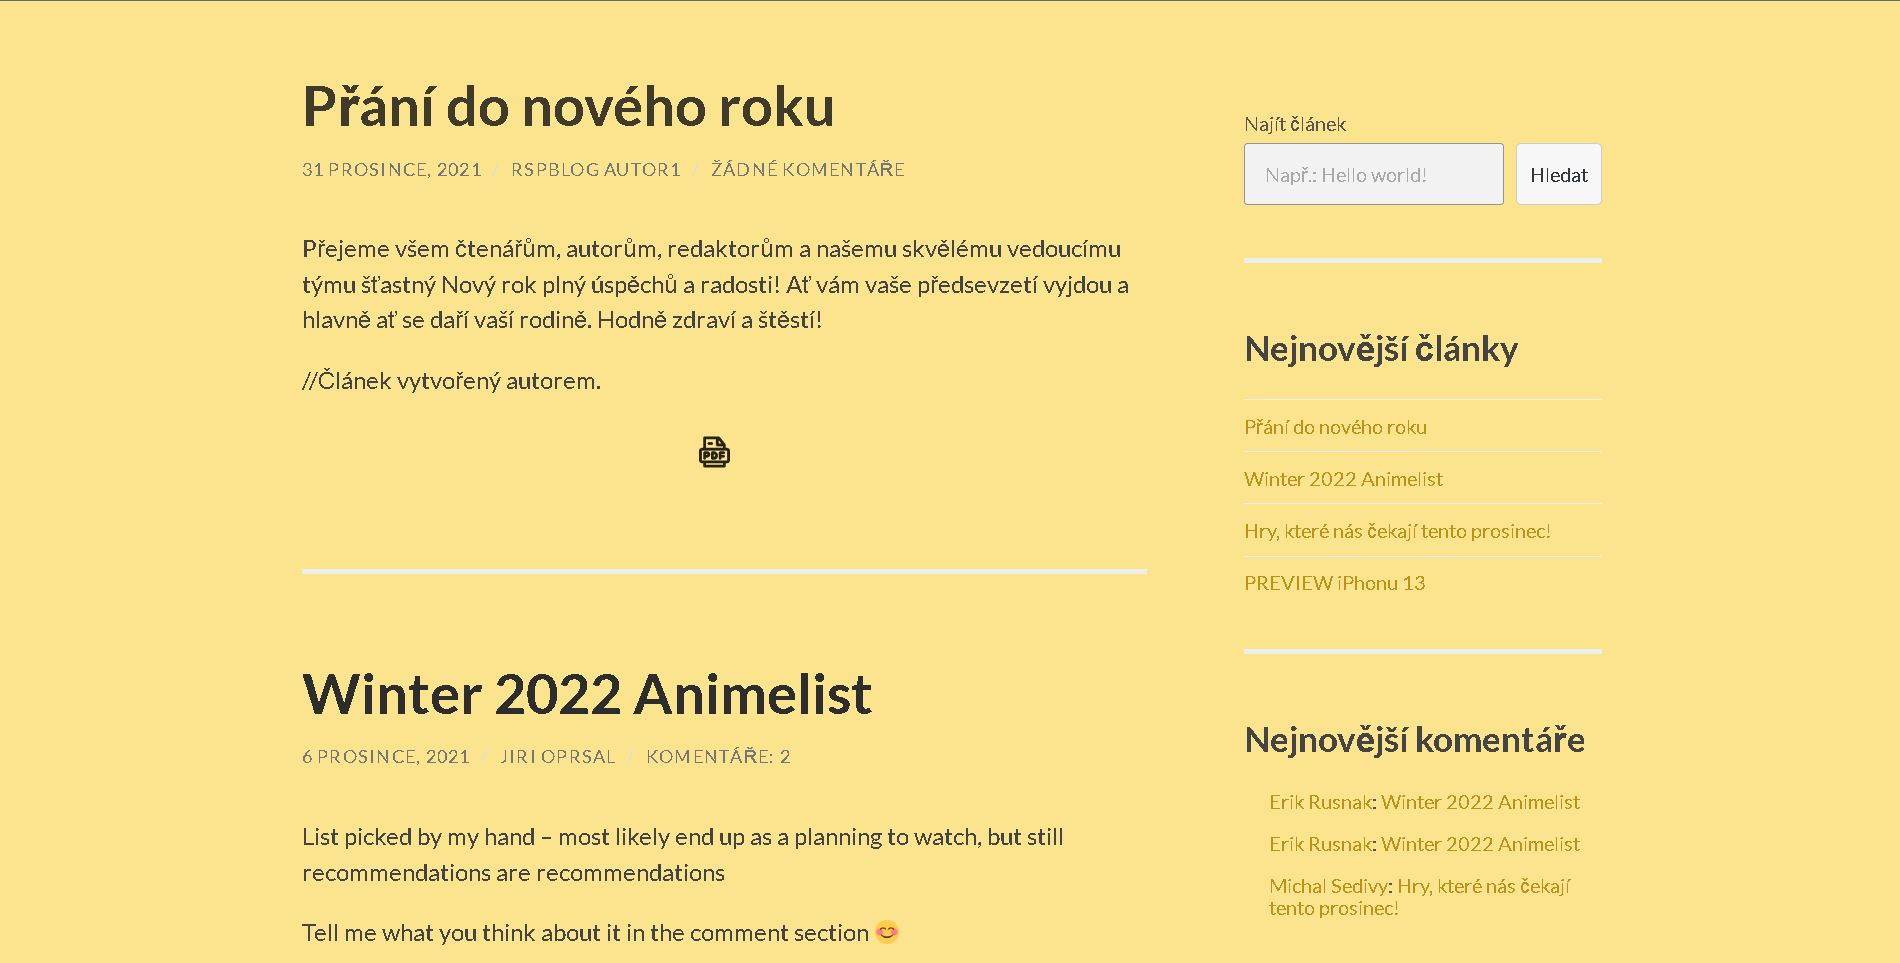 Přání do nového roku
31 PROSINCE, 2021 / RSPBLOG AUTOR1 / ŽÁDNÉ KOMENTÁŘE
Přejeme všem čtenářům, autorům, redaktorům a našemu skvělému vedoucímu
týmu šťastný Nový rok plný úspěchů a radosti! Ať vám vaše předsevzetí vyjdou a
hlavně ať se daří vaší rodině. Hodně zdraví a štěstí!
//Článek vytvořený autorem.
PDF
Winter 2022 Animelist
6 PROSINCE, 2021 / JIRI OPRSAL / KOMENTÁŘE: 2
List picked by my hand – most likely end up as a planning to watch, but still
recommendations are recommendations
Tell me what you think about it in the comment section 😊
Najít článek
Např.: Hello world!
Hledat
Nejnovější články
Přání do nového roku
Winter 2022 Animelist
Hry, které nás čekají tento prosinec!
PREVIEW iPhonu 13
Nejnovější komentáře
Erik Rusnak: Winter 2022 Animelist
Erik Rusnak: Winter 2022 Animelist
Michal Sedivy: Hry, které nás čekají
tento prosinec!